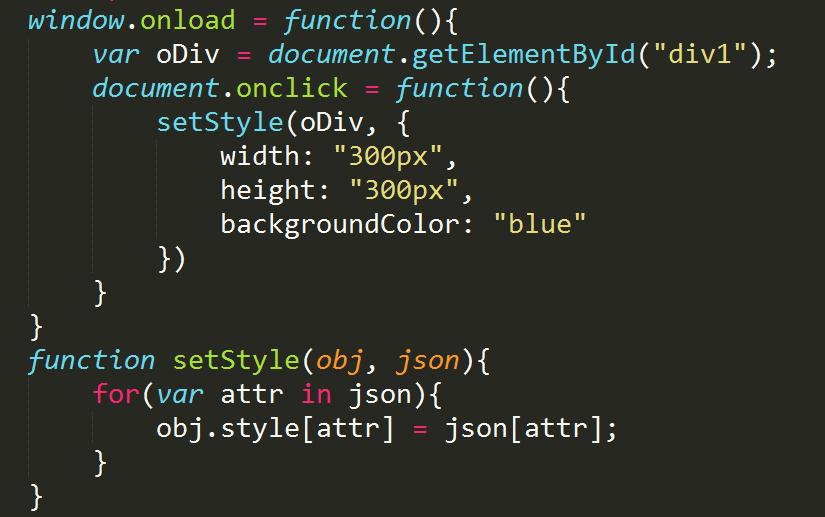 window.onload = function(){
    var oDiv = document.getElementById("div1");
    document.onclick = function(){
        setStyle(oDiv, {
            width: "300px",
            height: "300px",
            backgroundColor: "blue"
        })
    }
}
function setStyle(obj, json){
    for(var attr in json){
        obj.style[attr] = json[attr];
    }
}